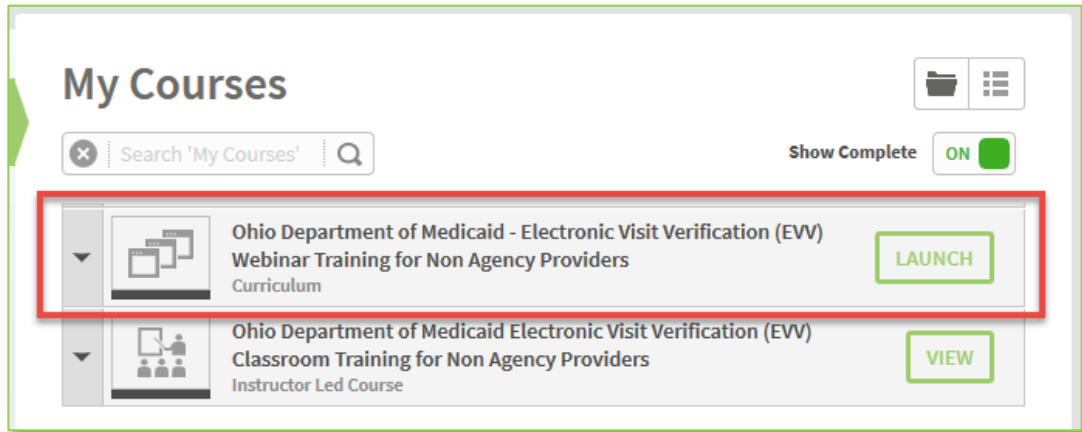 My Courses
Search 'My Courses'
Show Complete ON
Ohio Department of Medicaid - Electronic Visit Verification (EVV)
Webinar Training for Non Agency Providers
Curriculum
LAUNCH
Ohio Department of Medicaid Electronic Visit Verification (EVV)
Classroom Training for Non Agency Providers
Instructor Led Course
VIEW